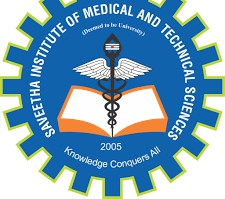 SAVEETHA INSTITUTE OF MEDICAL AND TECHNICAL SCIENCES
(Deemed to be University)
2005
Knowledge Conquers All